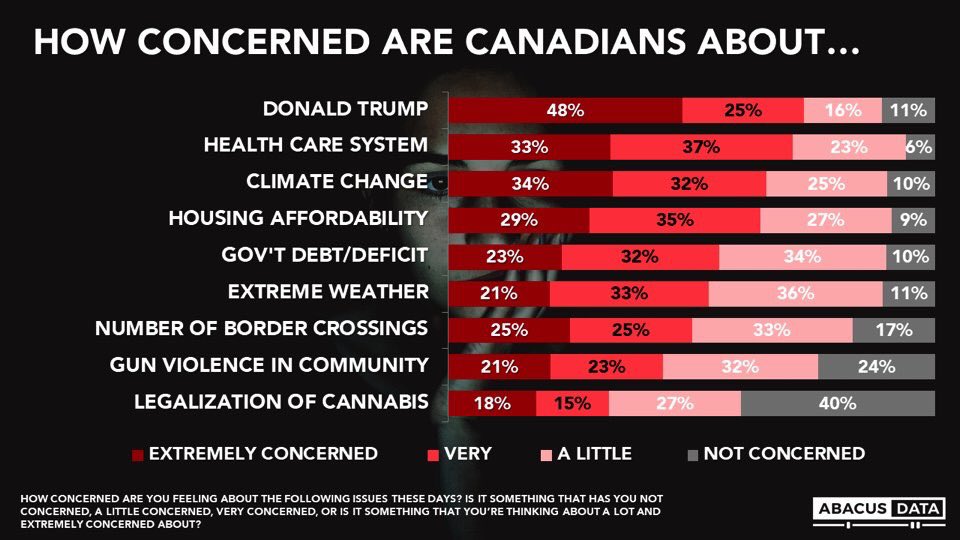 HOW CONCERNED ARE CANADIANS ABOUT...
DONALD TRUMP 48% 25% 16% 11%
HEALTH CARE SYSTEM 33% 37% 23% 6%
CLIMATE CHANGE 34% 32% 25% 10%
HOUSING AFFORDABILITY 29% 35% 27% 9%
GOV'T DEBT/DEFICIT 23% 32% 34% 10%
EXTREME WEATHER 21% 33% 36% 11%
NUMBER OF BORDER CROSSINGS 25% 25% 33% 17%
GUN VIOLENCE IN COMMUNITY 21% 23% 32% 24%
LEGALIZATION OF CANNABIS 18% 15% 27% 40%
EXTREMELY CONCERNED VERY A LITTLE NOT CONCERNED
HOW CONCERNED ARE YOU FEELING ABOUT THE FOLLOWING ISSUES THESE DAYS? IS IT SOMETHING THAT HAS YOU NOT
CONCERNED, A LITTLE CONCERNED, VERY CONCERNED, OR IS IT SOMETHING THAT YOU'RE THINKING ABOUT A LOT AND
EXTREMELY CONCERNED ABOUT?
ABACUS DATA